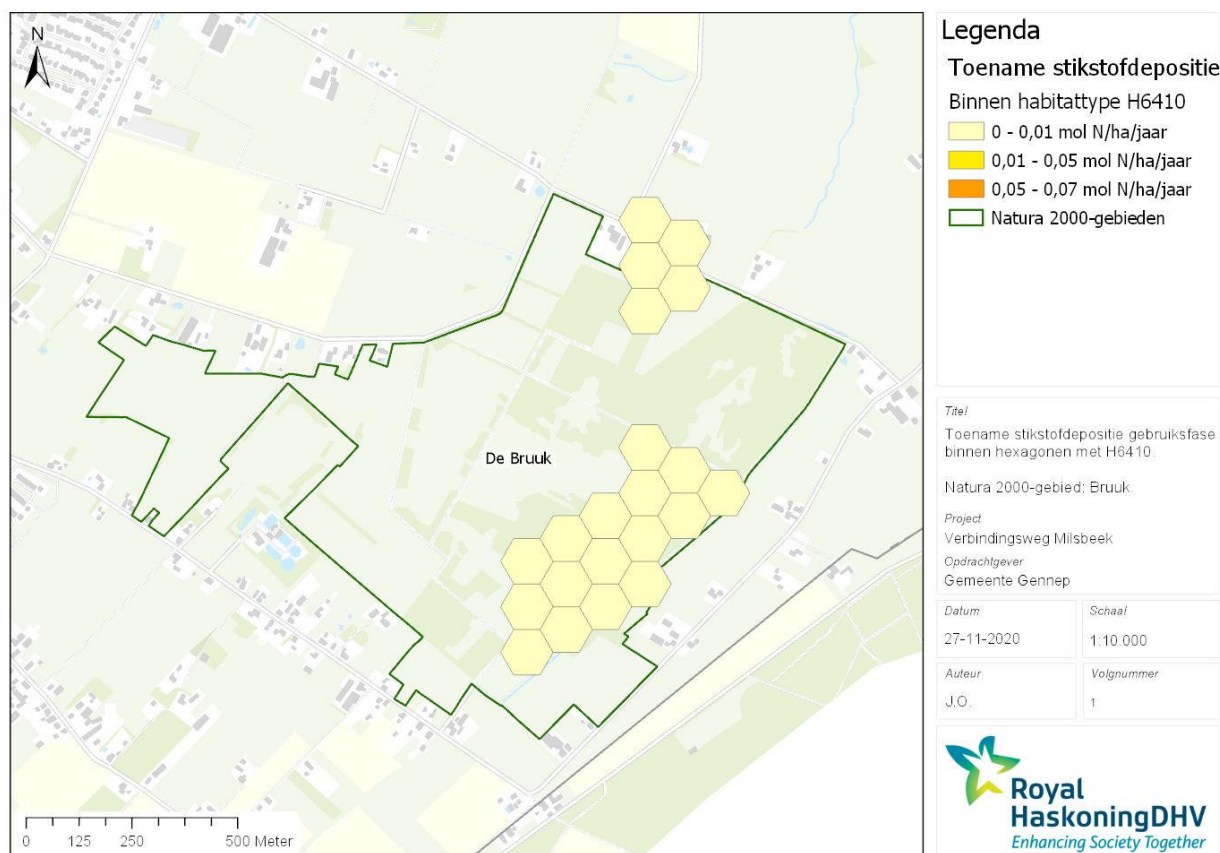 N
De Bruuk
0 125 250 500 Meter
Legenda
Toename stikstofdepositie
Binnen habitattype H6410
0 - 0,01 mol N/ha/jaar
0,01 - 0,05 mol N/ha/jaar
0,05 - 0,07 mol N/ha/jaar
Natura 2000-gebieden
Titel
Toename stikstofdepositie gebruiksfase
binnen hexagonen met H6410.
Natura 2000-gebied: Bruuk
Project
Verbindingsweg Milsbeek
Opdrachtgever
Gemeente Gennep
Datum
27-11-2020
Schaal
1:10.000
Auteur
J.O.
Volgnummer
1
Royal
HaskoningDHV
Enhancing Society Together